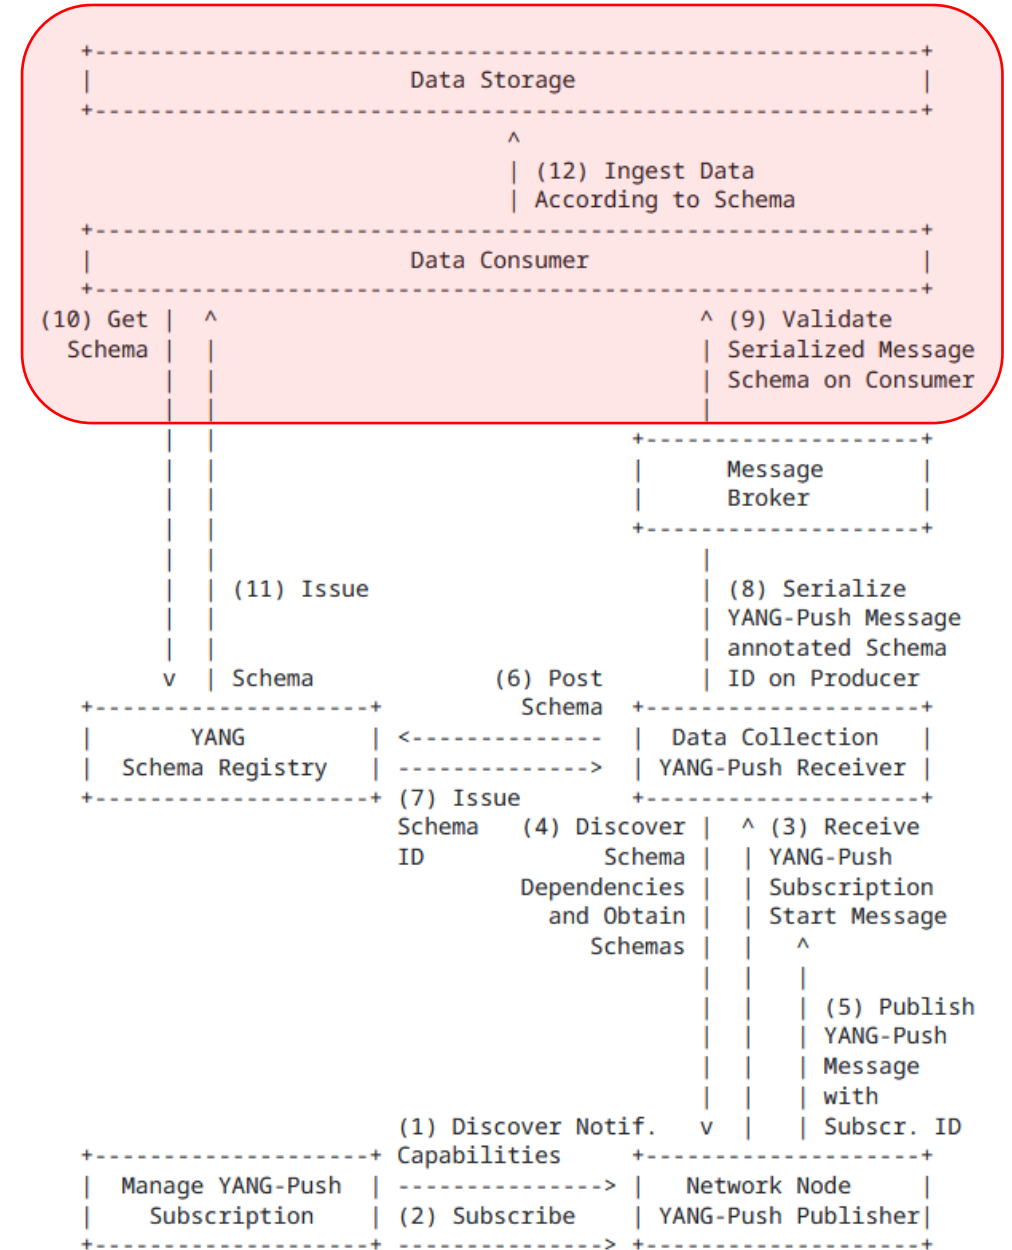 Data Storage
(12) Ingest Data
According to Schema
Data Consumer
(10) Get
Schema
(9) Validate
Serialized Message
Schema on Consumer
Message
Broker
(11) Issue
Schema
(8) Serialize
YANG-Push Message
annotated Schema
ID on Producer
(6) Post
Schema
YANG
Schema Registry
Data Collection
YANG-Push Receiver
(7) Issue
Schema
ID
(4) Discover
Schema
Dependencies
and Obtain
Schemas
(3) Receive
YANG-Push
Subscription
Start Message
(5) Publish
YANG-Push
Message
with
Subscr. ID
(1) Discover Notif.
Capabilities
Manage YANG-Push
Subscription
(2) Subscribe
Network Node
YANG-Push Publisher